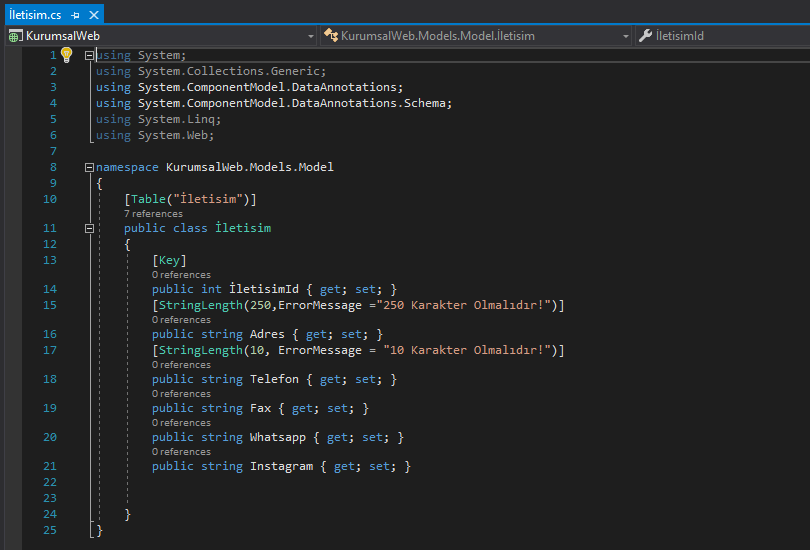 İletisim.cs
KurumsalWeb KurumsalWeb.Models.Model.İletisim İletisimId
1 using System;
2 using System.Collections.Generic;
3 using System.ComponentModel.DataAnnotations;
4 using System.ComponentModel.DataAnnotations.Schema;
5 using System.Linq;
6 using System.Web;
7
8 namespace KurumsalWeb.Models.Model
9 {
10 [Table("İletisim")]
7 references
11 public class İletisim
12 {
13 [Key]
0 references
14 public int İletisimId { get; set; }
15 [StringLength(250,ErrorMessage ="250 Karakter Olmalıdır!")]
0 references
16 public string Adres { get; set; }
17 [StringLength(10, ErrorMessage = "10 Karakter Olmalıdır!")]
0 references
18 public string Telefon { get; set; }
0 references
19 public string Fax { get; set; }
0 references
20 public string Whatsapp { get; set; }
0 references
21 public string Instagram { get; set; }
22
23
24 }
25 }